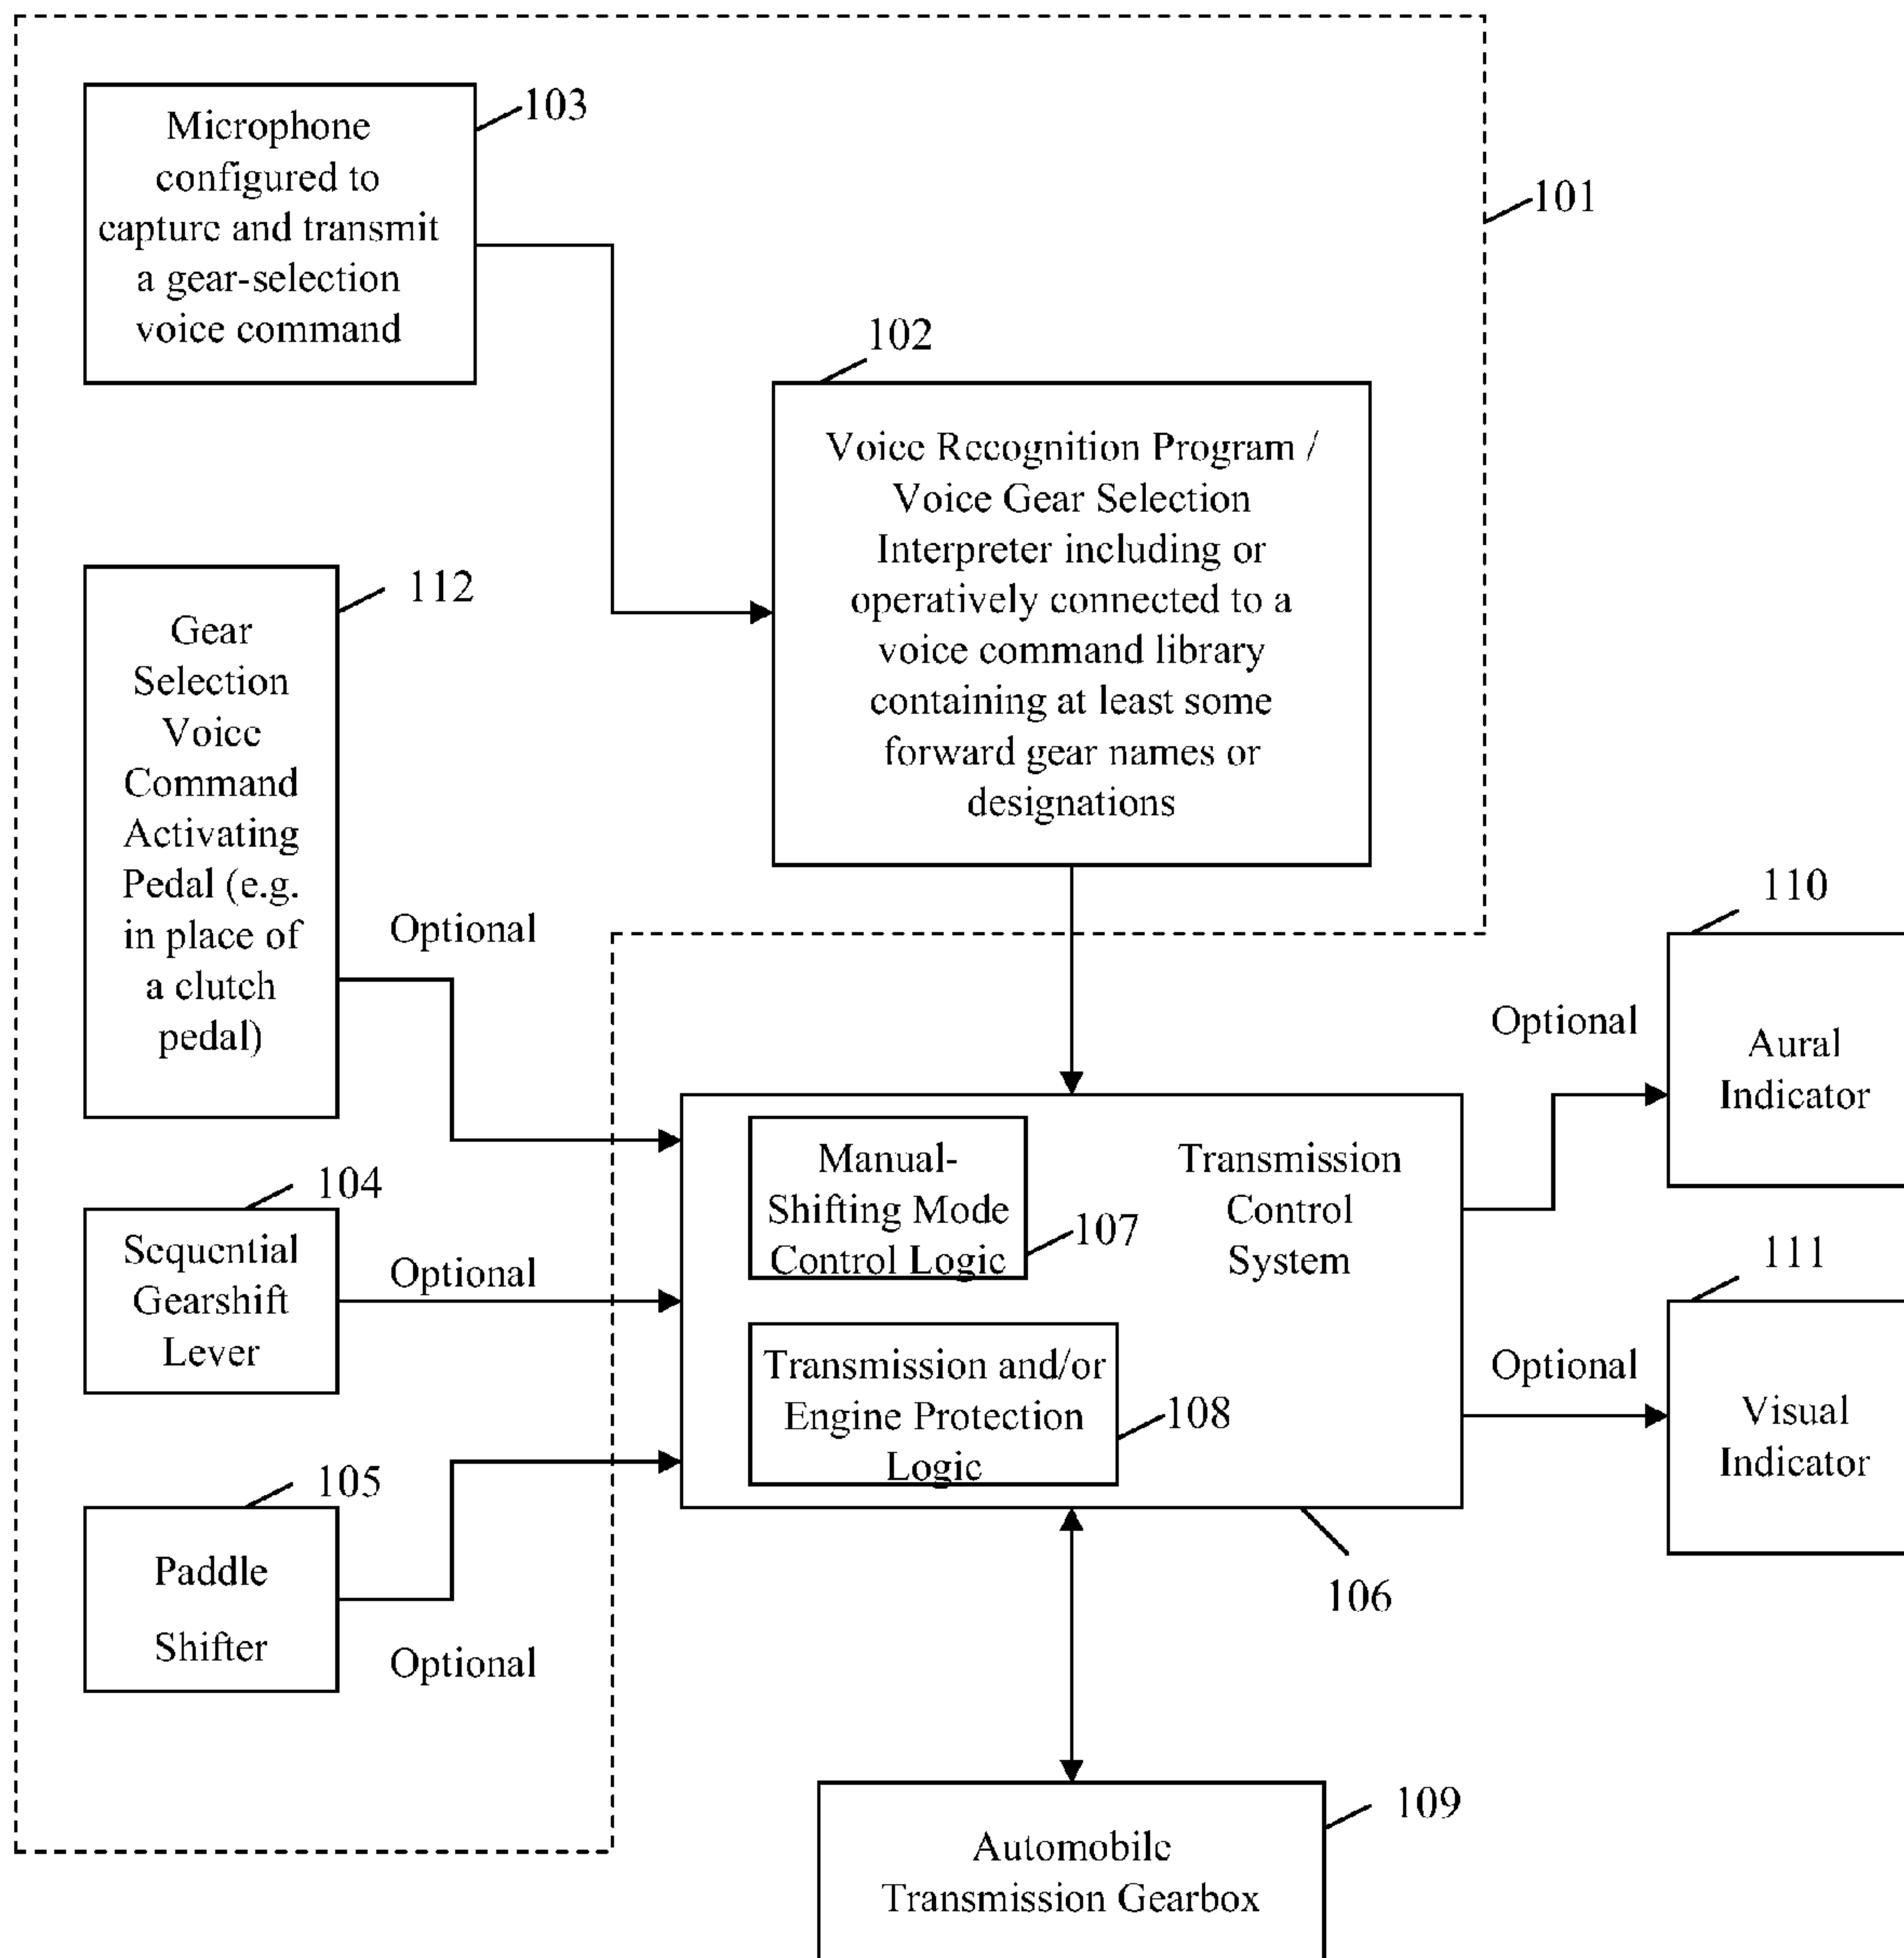 103
Microphone
configured to
capture and transmit
a gear-selection
voice command
101
102
Voice Recognition Program /
Voice Gear Selection
Interpreter including or
operatively connected to a
voice command library
containing at least some
forward gear names or
designations
112
Gear
Selection
Voice
Command
Activating
Pedal (e.g.
in place of
a clutch
pedal)
Optional
110
Optional
Aural
Indicator
Manual-
Shifting Mode
Control Logic
107
Transmission
Control
System
104
Sequential
Gearshift
Lever
Optional
111
Optional
Visual
Indicator
Transmission and/or
Engine Protection
Logic
108
105
Paddle
Shifter
Optional
106
109
Automobile
Transmission Gearbox